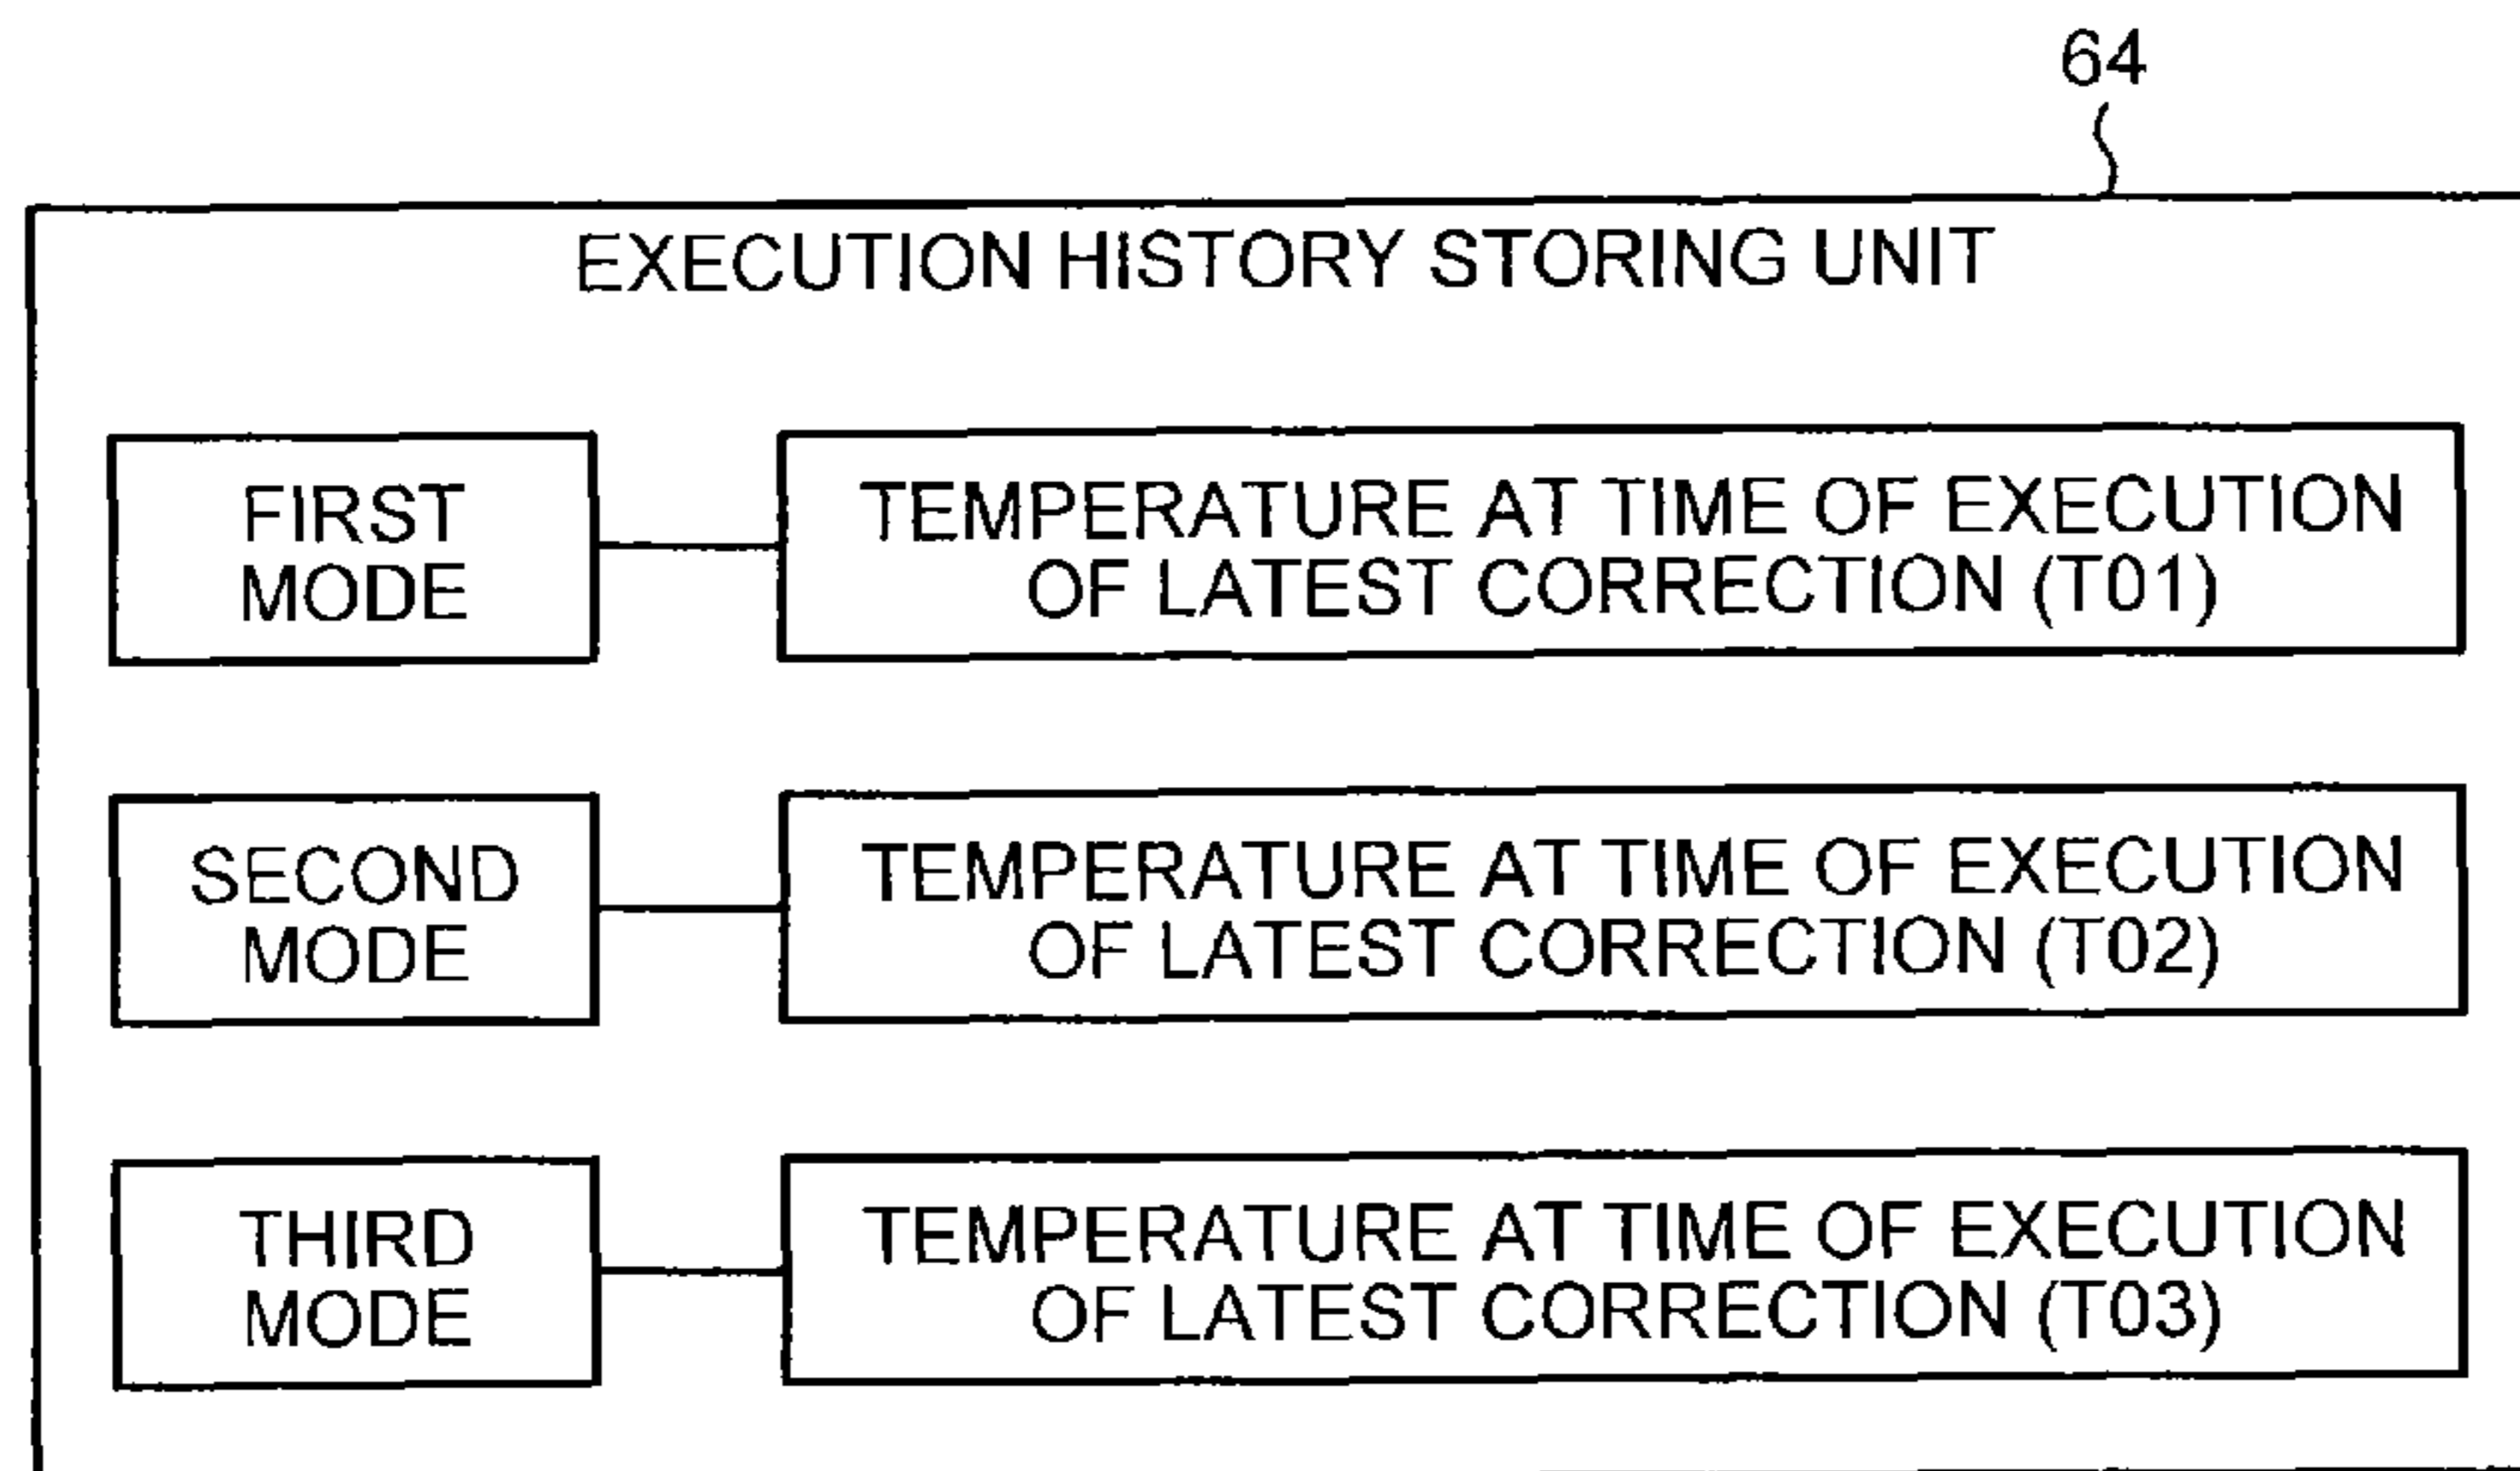 64
EXECUTION HISTORY STORING UNIT
FIRST
MODE
TEMPERATURE AT TIME OF EXECUTION
OF LATEST CORRECTION (T01)
SECOND
MODE
TEMPERATURE AT TIME OF EXECUTION
OF LATEST CORRECTION (T02)
THIRD
MODE
TEMPERATURE AT TIME OF EXECUTION
OF LATEST CORRECTION (T03)